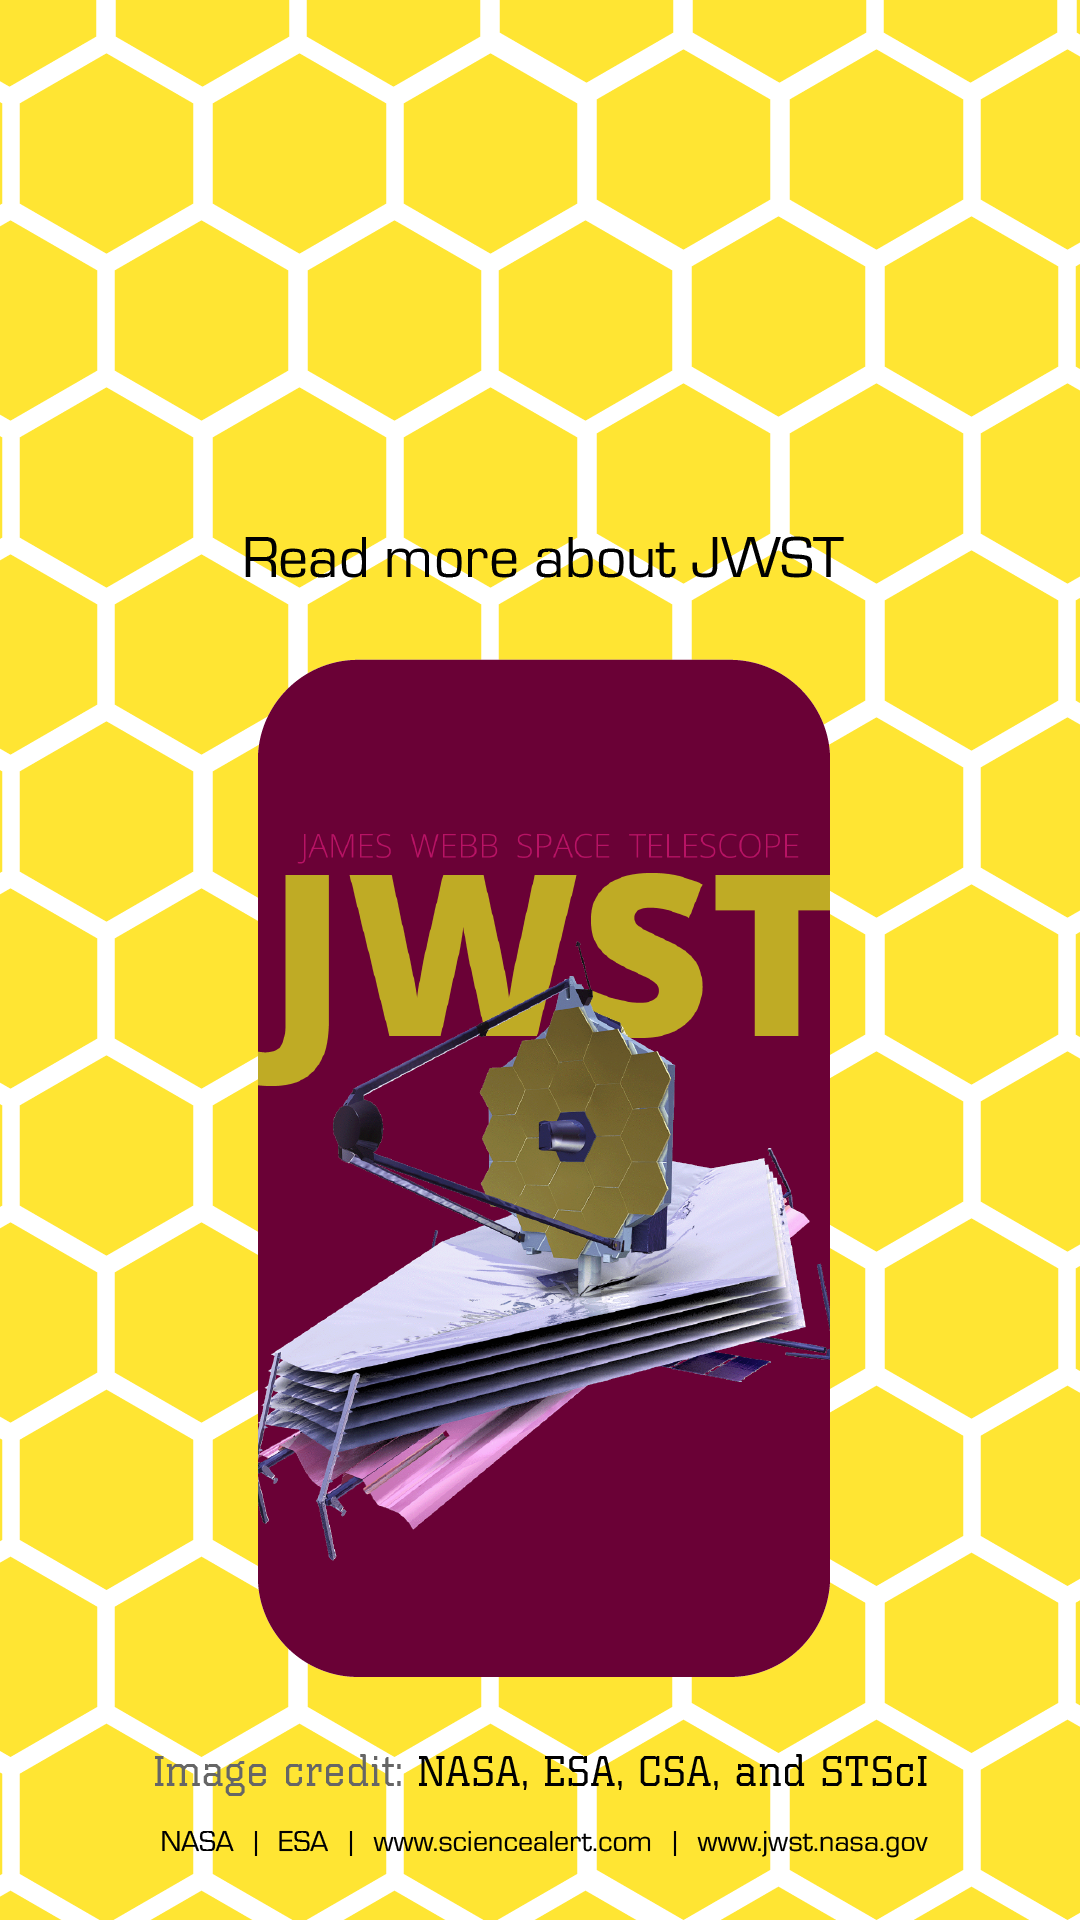 Read more about JWST
JAMES WEBB SPACE TELESCOPE
JWST
Image credit: NASA, ESA, CSA, and STScI
NASA | ESA | www.sciencealert.com | www.jwst.nasa.gov